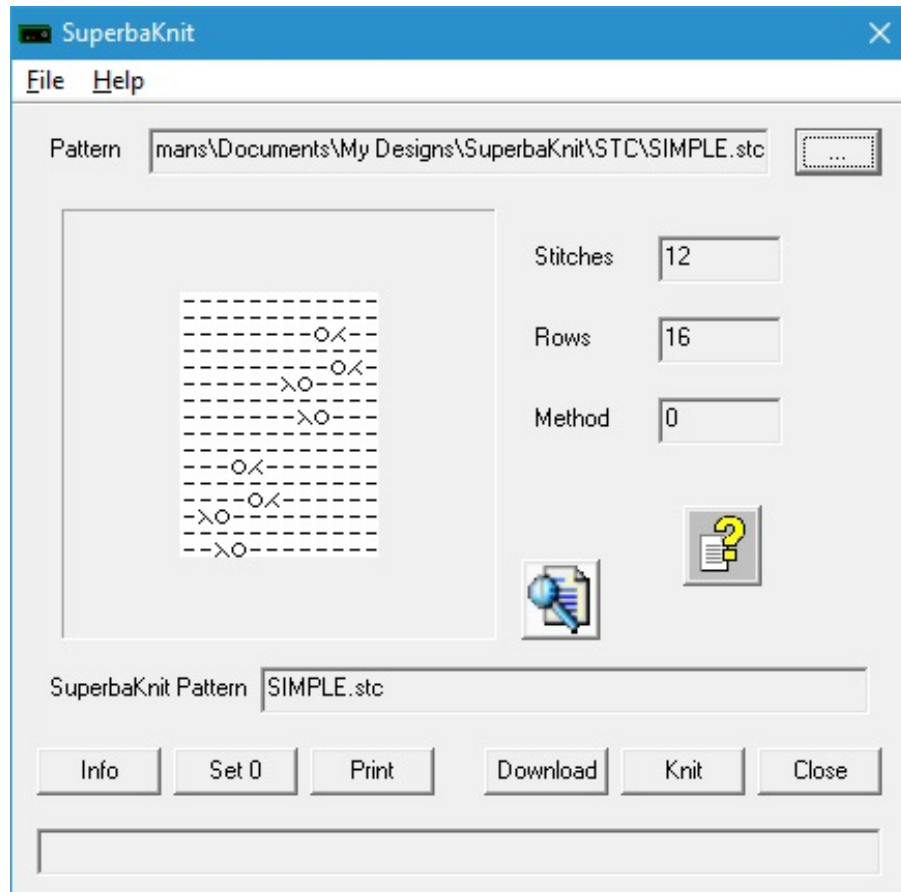 SuperbaKnit
File Help
Pattern mans\Documents\My Designs\SuperbaKnit\STC\SIMPLE.stc ...
Stitches 12
Rows 16
Method 0
SuperbaKnit Pattern SIMPLE.stc
Info Set 0 Print Download Knit Close